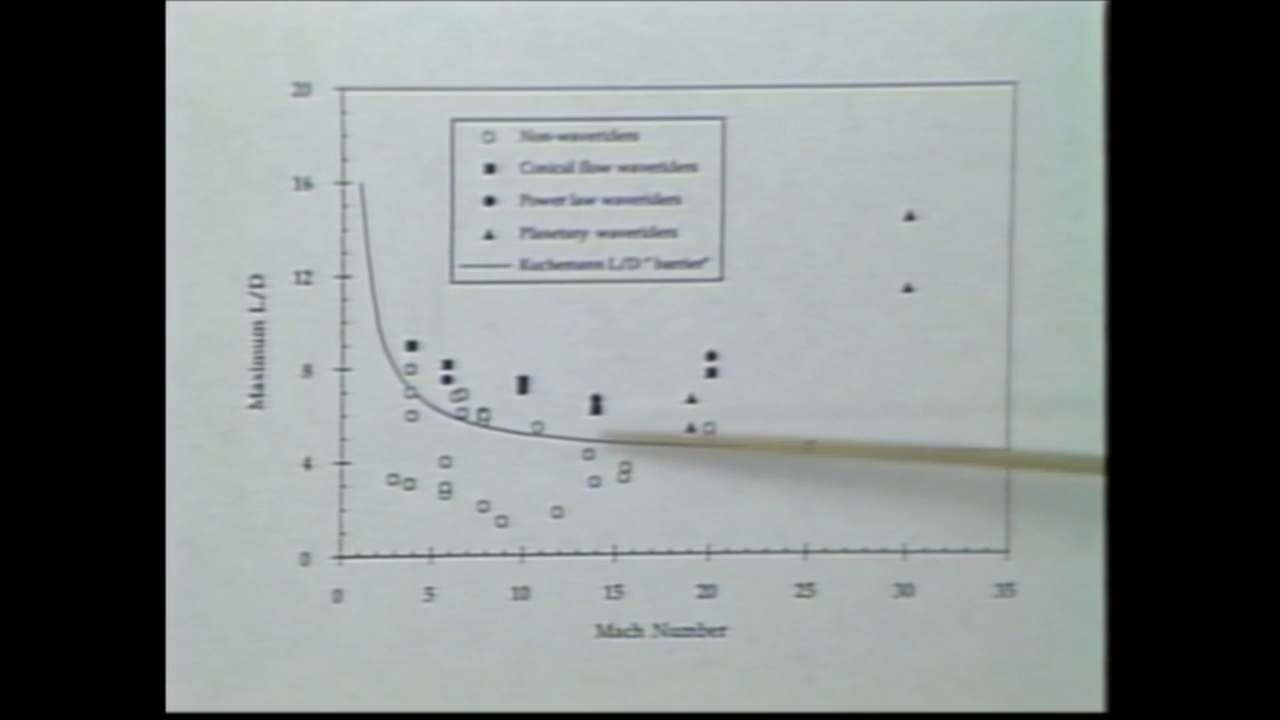 20
16
12
8
4
0
Maximum L/D
Non-waveriders
Conical flow waveriders
Power law waveriders
Planetary waveriders
Kuchemann L/D "barrier"
0 5 10 15 20 25 30 35
Mach Number